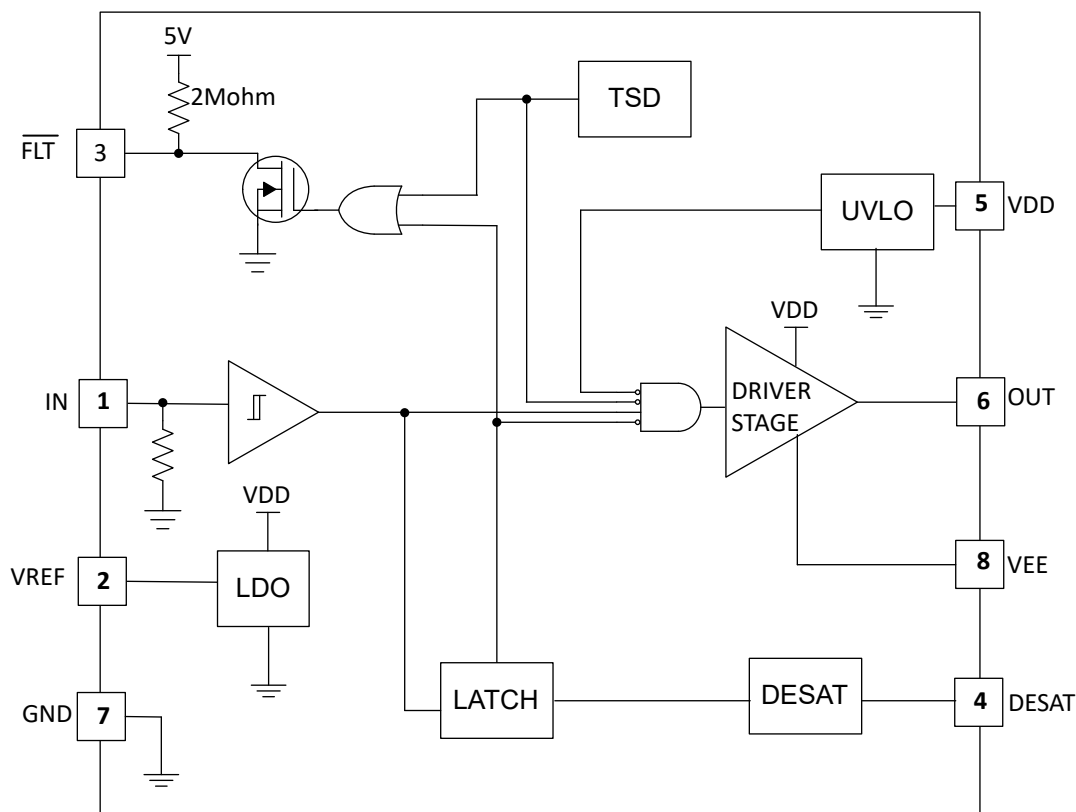 5V
2Mohm
TSD
FLT
3
UVLO
5
VDD
VDD
IN
1
DRIVER
STAGE
6
OUT
VDD
VREF
2
LDO
8
VEE
GND
7
LATCH
DESAT
4
DESAT